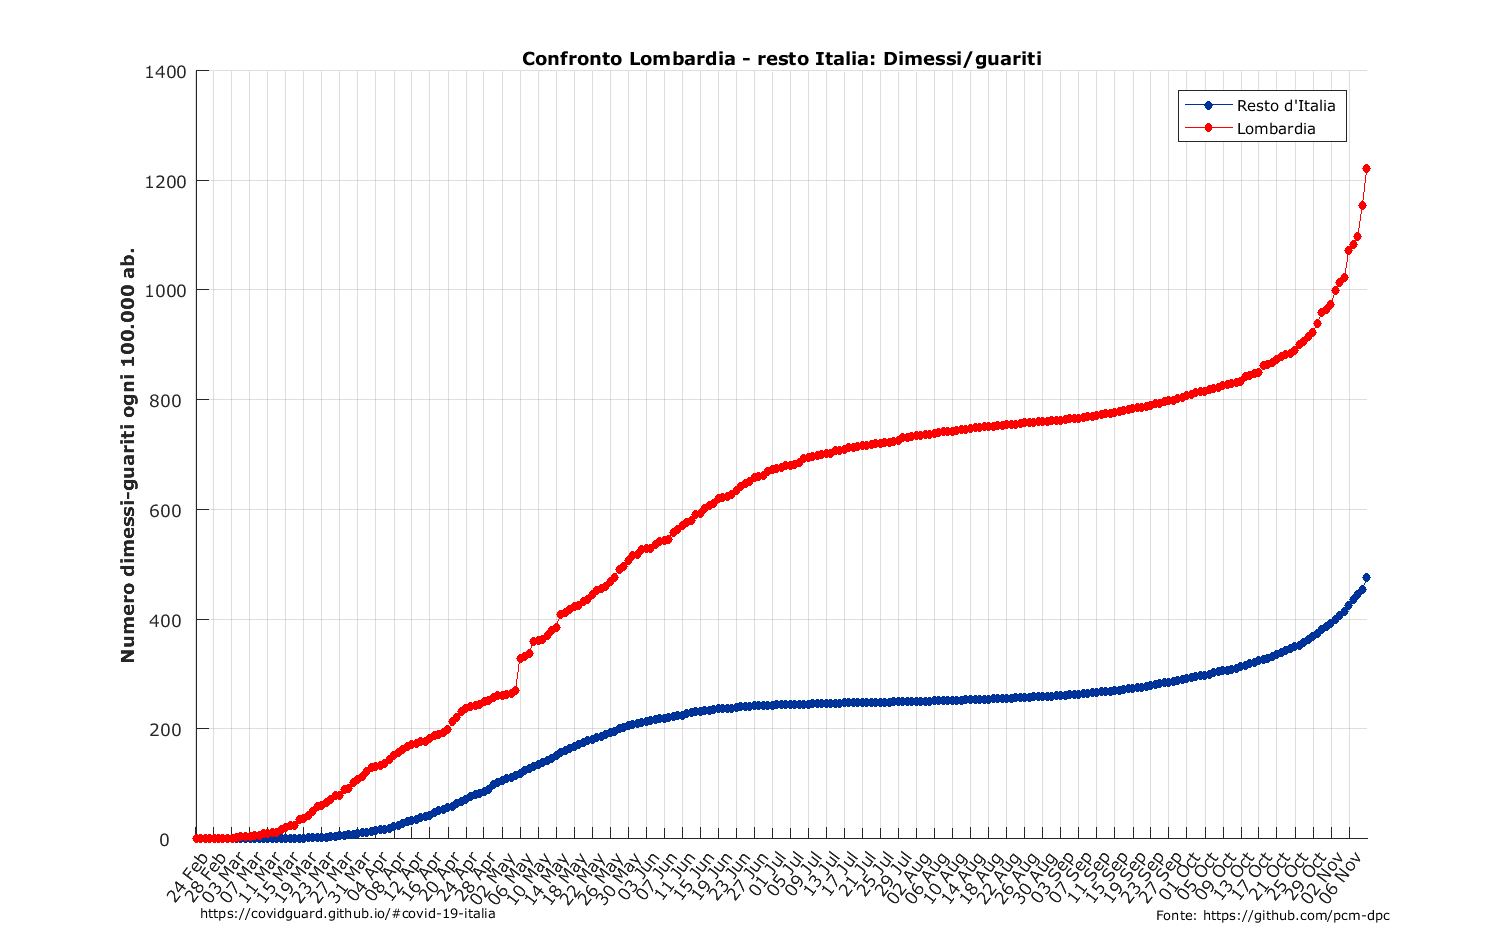 Confronto Lombardia - resto Italia: Dimessi/guariti
Numero dimessi-guariti ogni 100.000 ab.
1400
1200
1000
800
600
400
200
0
Resto d'Italia
Lombardia
24 Feb
28 Feb
03 Mar
07 Mar
11 Mar
15 Mar
19 Mar
23 Mar
27 Mar
31 Mar
04 Apr
08 Apr
12 Apr
16 Apr
20 Apr
24 Apr
28 Apr
02 May
06 May
10 May
14 May
18 May
22 May
26 May
30 May
03 Jun
07 Jun
11 Jun
15 Jun
19 Jun
23 Jun
27 Jun
01 Jul
05 Jul
09 Jul
13 Jul
17 Jul
21 Jul
25 Jul
29 Jul
02 Aug
06 Aug
10 Aug
14 Aug
18 Aug
22 Aug
26 Aug
30 Aug
03 Sep
07 Sep
11 Sep
15 Sep
19 Sep
23 Sep
27 Sep
01 Oct
05 Oct
09 Oct
13 Oct
17 Oct
21 Oct
25 Oct
29 Oct
02 Nov
06 Nov
https://covidguard.github.io/#covid-19-italia
Fonte: https://github.com/pcm-dpc